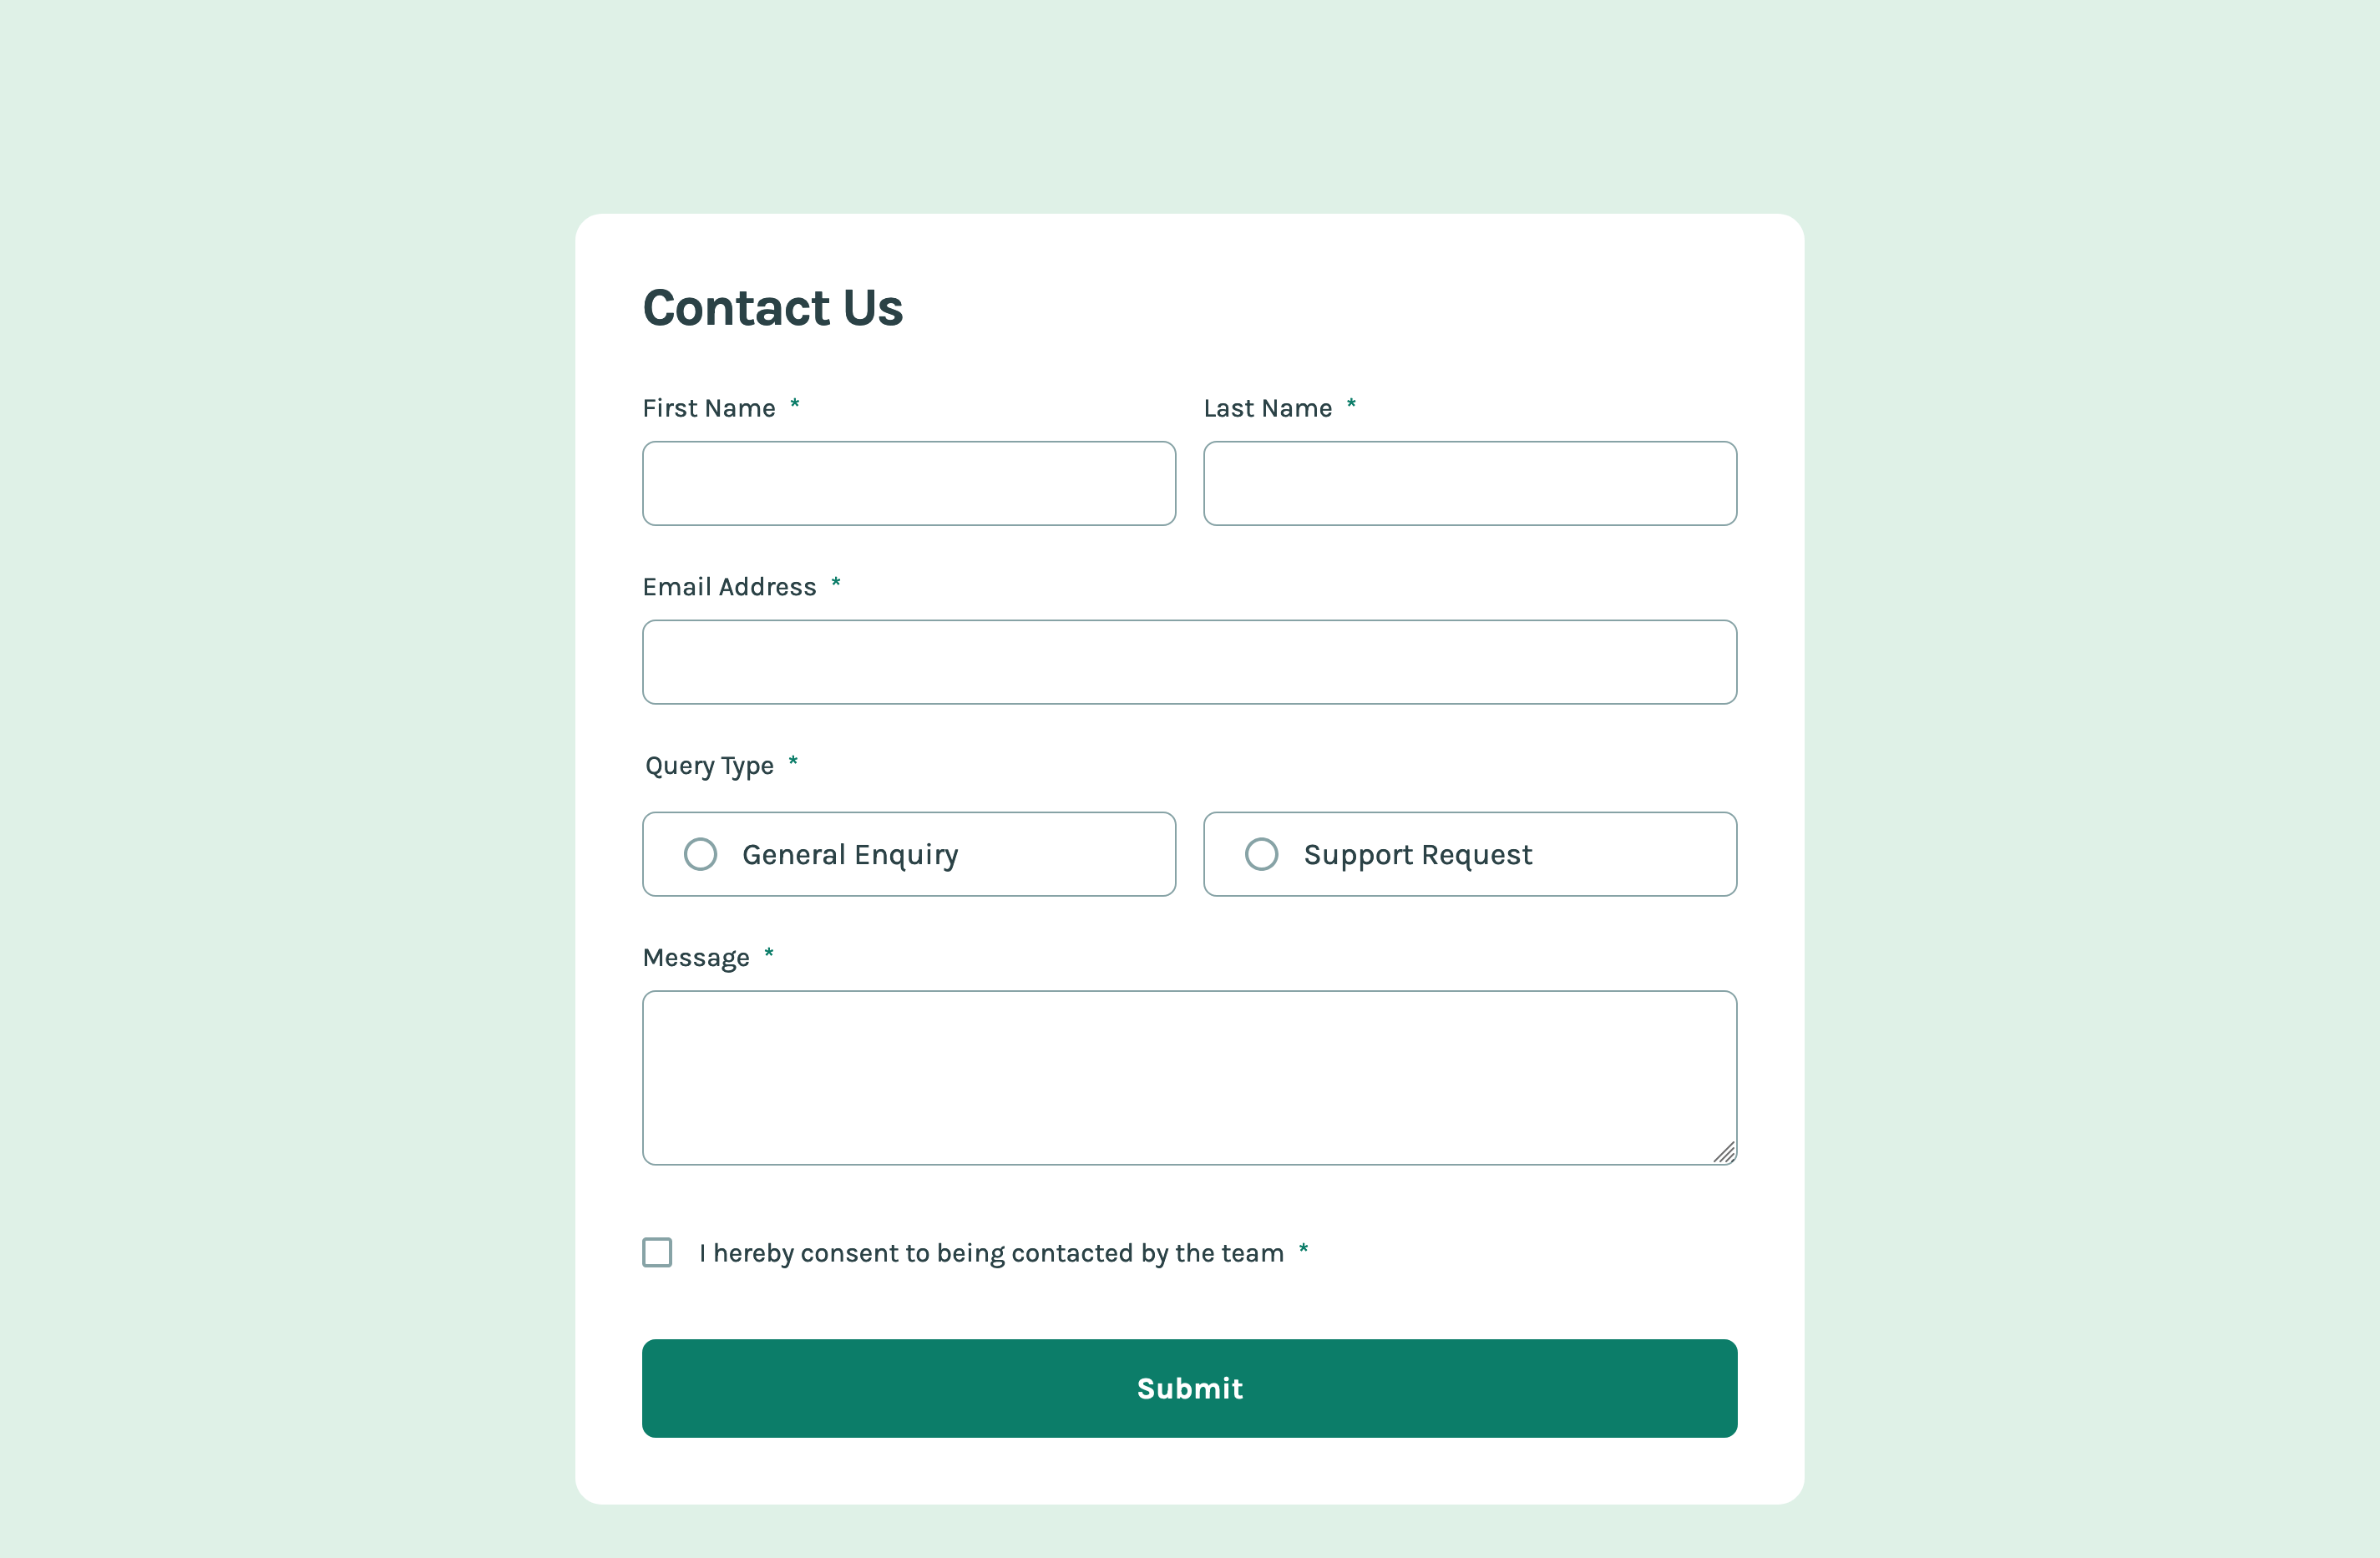 Contact Us
First Name *
Last Name *
Email Address *
Query Type *
General Enquiry
Support Request
Message *
I hereby consent to being contacted by the team *
Submit